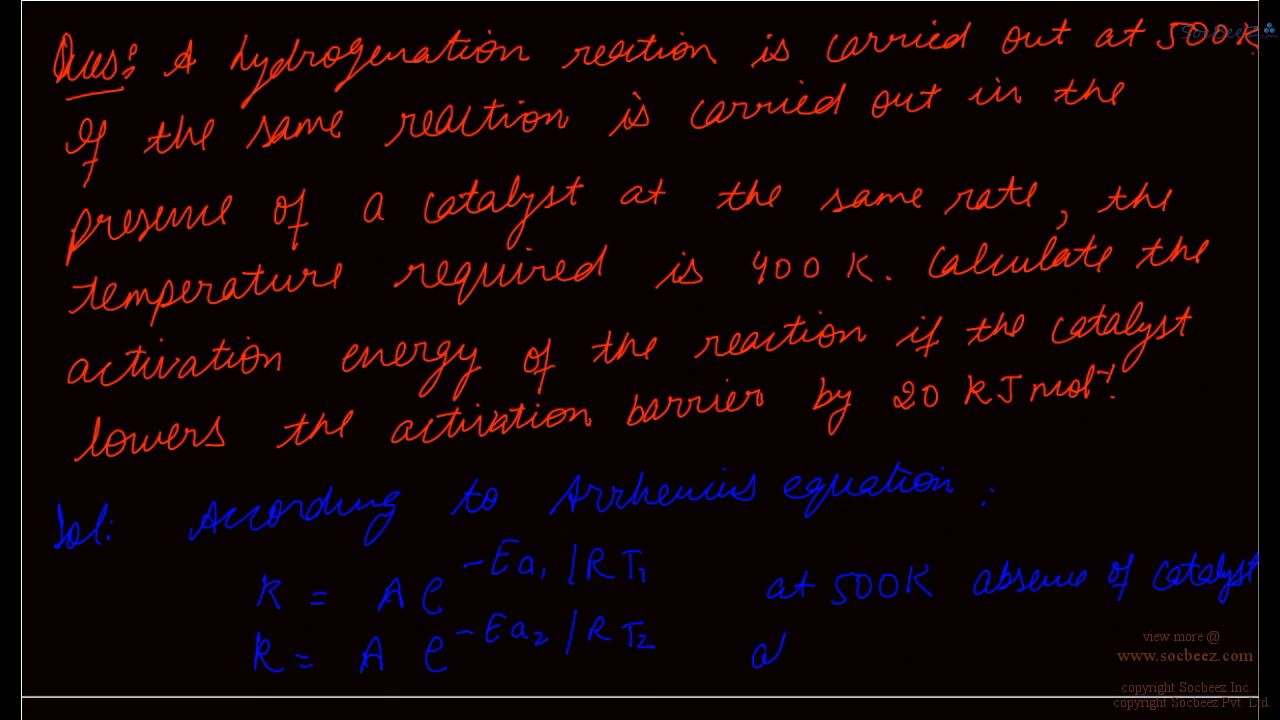 SocbeeZ.com
Ques: A hydrogenation reaction is carried out at 500K.
If the same reaction is carried out in the
presence of a catalyst at the same rate, the
temperature required is 400 K. Calculate the
activation energy of the reaction if the catalyst
lowers the activation barrier by 20 kJ mol⁻¹.
Sol: According to Arrhenius equation :
K = A e^-Ea₁/RT₁ at 500K absence of catalyst
K = A e^-Ea₂/RT₂ a
view more @
www.socbeez.com
copyright Socbeez Inc.
copyright Socbeez Pvt. Ltd.